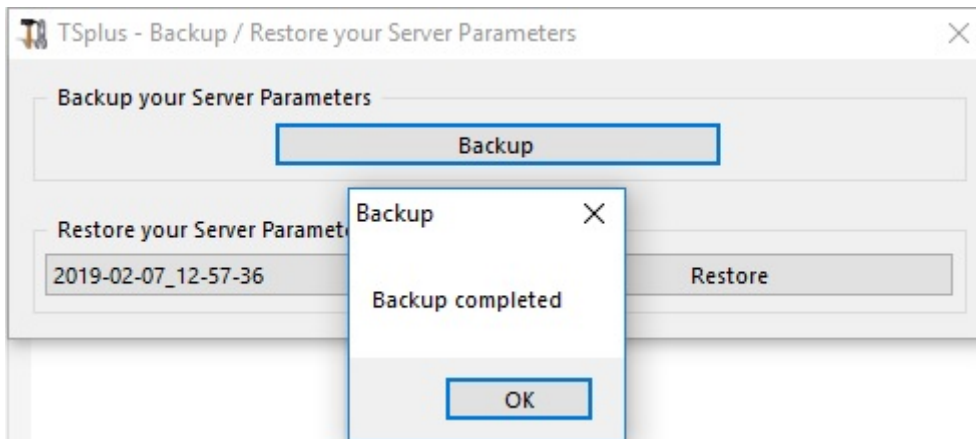 TSplus - Backup / Restore your Server Parameters
Backup your Server Parameters
Backup
Backup
Restore your Server Paramet
2019-02-07_12-57-36
Restore
Backup completed
OK